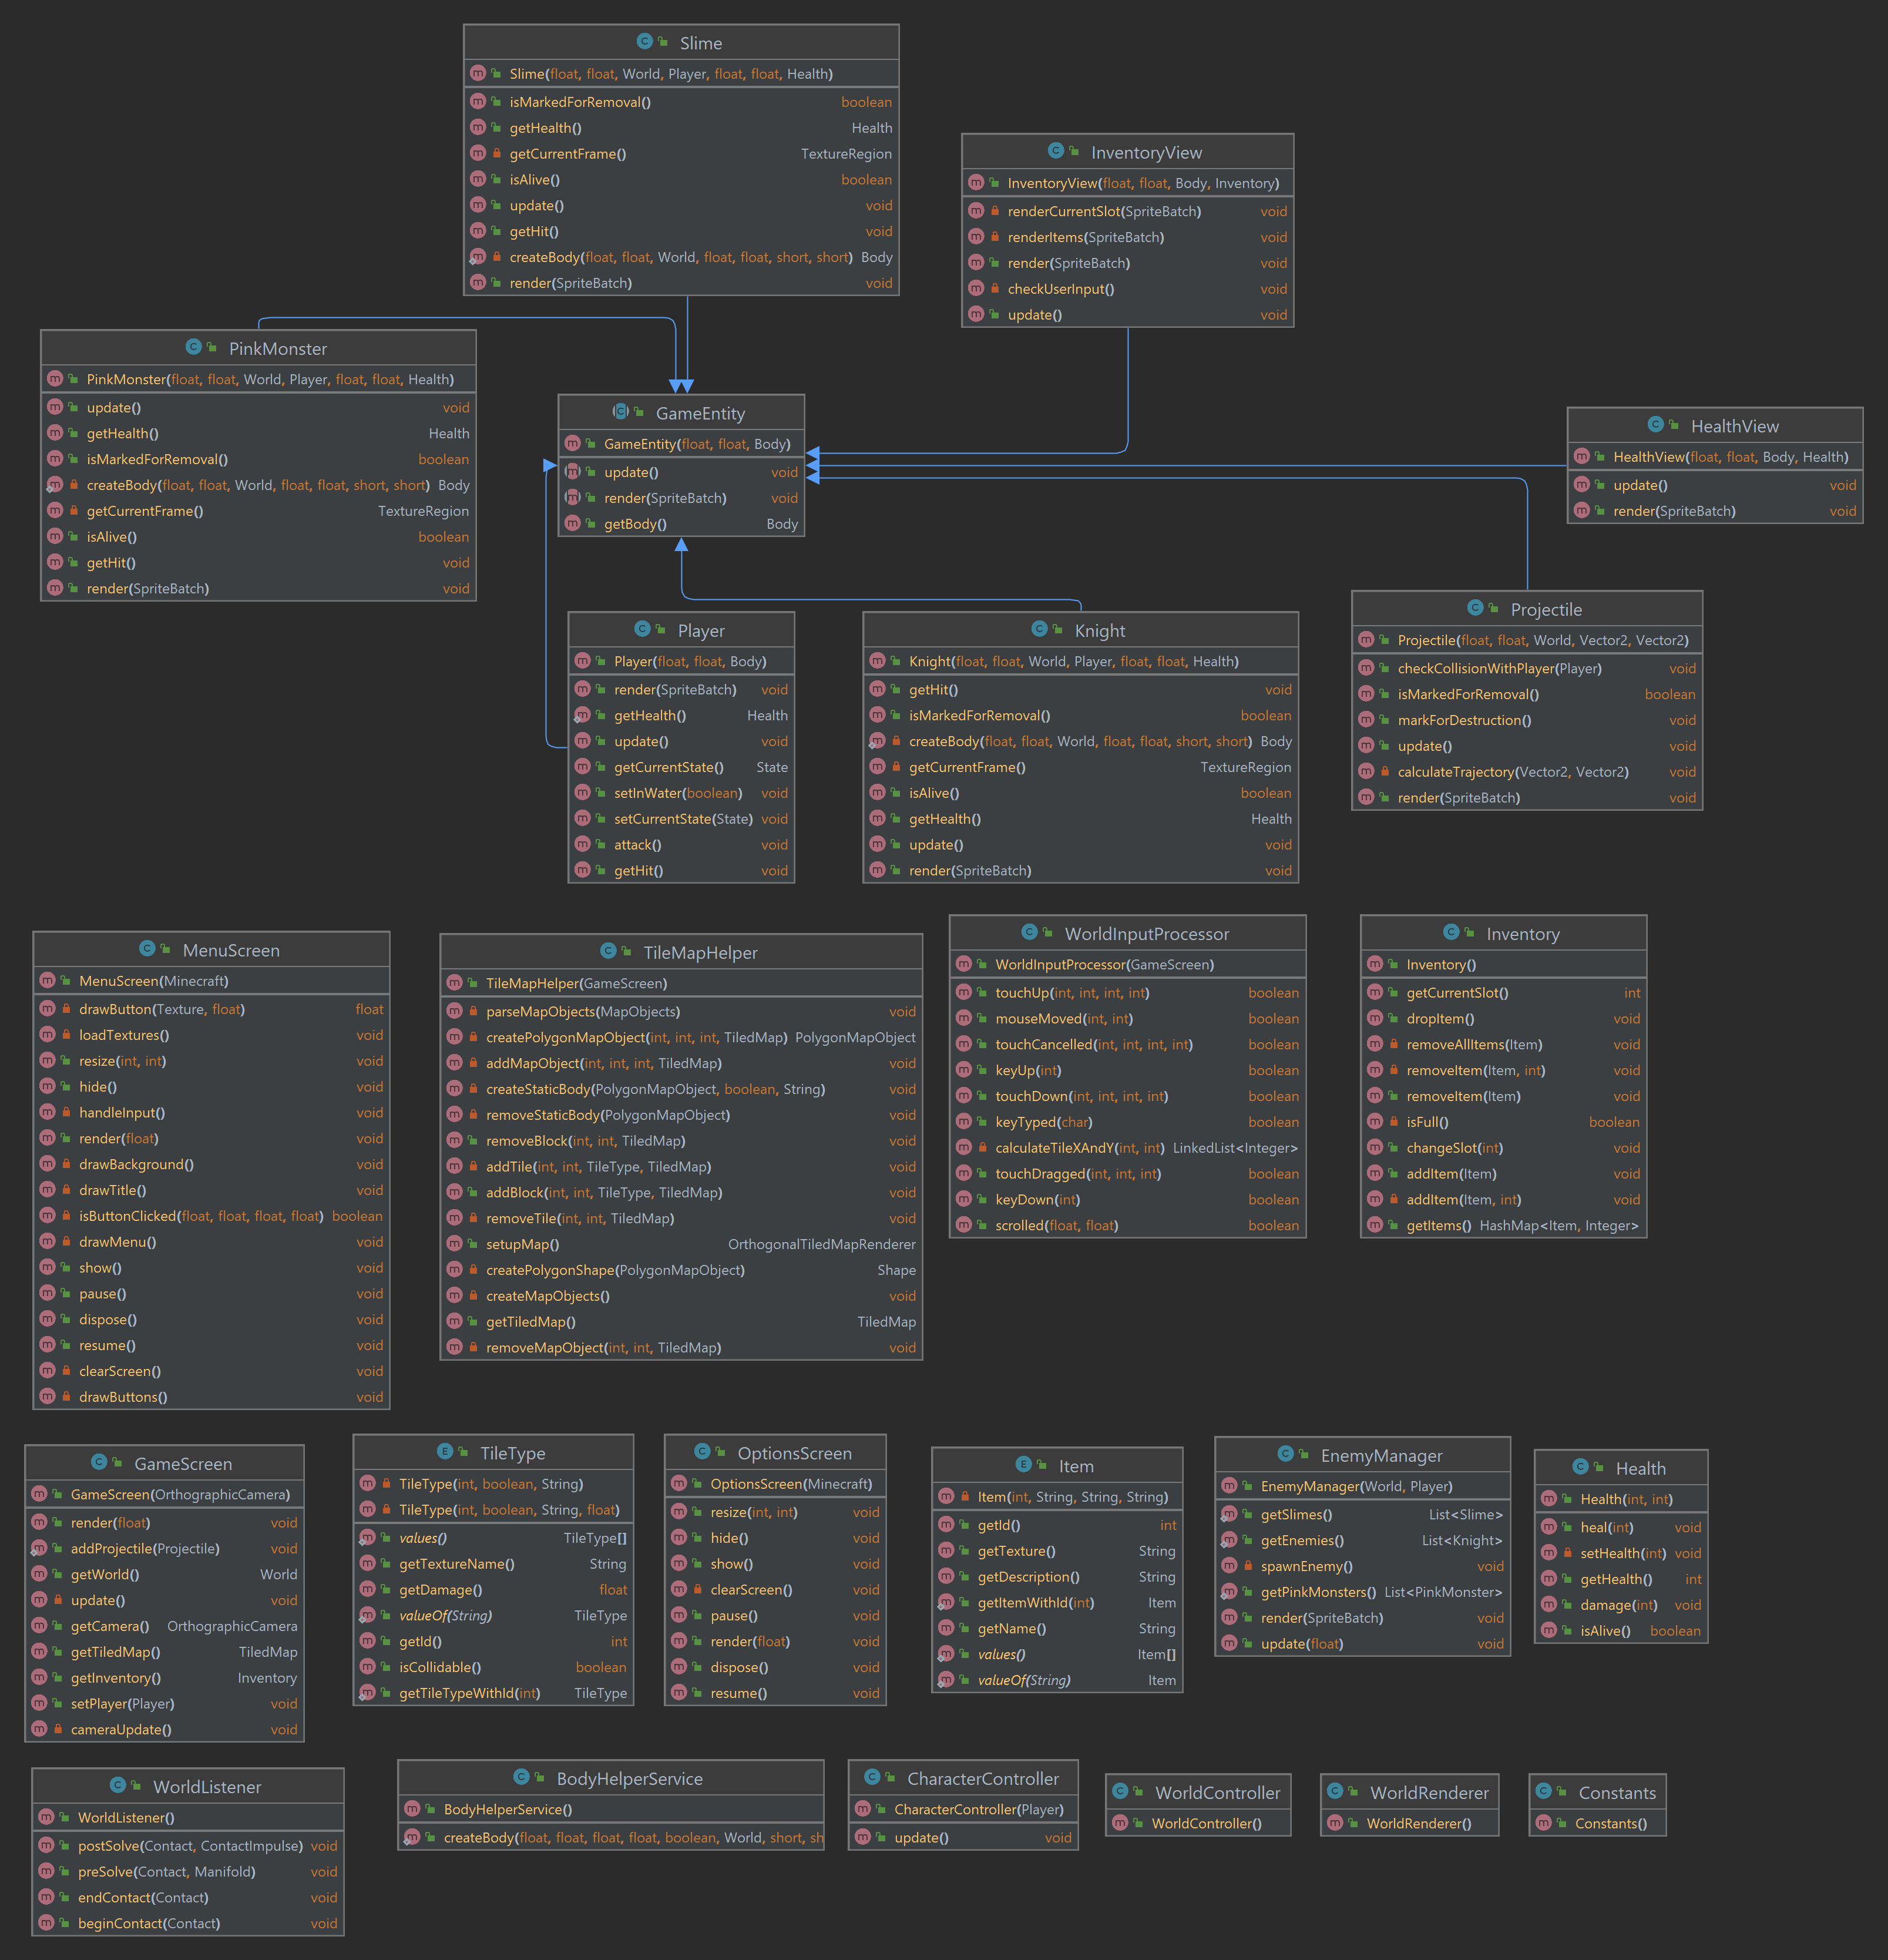 Slime
Slime(float, float, World, Player, float, float, Health)
isMarkedForRemoval() boolean
getHealth() Health
getCurrentFrame() TextureRegion
isAlive() boolean
update() void
getHit() void
createBody(float, float, World, float, float, short, short) Body
render(SpriteBatch) void
InventoryView
InventoryView(float, float, Body, Inventory)
renderCurrentSlot(SpriteBatch) void
renderItems(SpriteBatch) void
render(SpriteBatch) void
checkUserInput() void
update() void
PinkMonster
PinkMonster(float, float, World, Player, float, float, Health)
update() void
getHealth() Health
isMarkedForRemoval() boolean
createBody(float, float, World, float, float, short, short) Body
getCurrentFrame() TextureRegion
isAlive() boolean
getHit() void
render(SpriteBatch) void
GameEntity
GameEntity(float, float, Body)
update() void
render(SpriteBatch) void
getBody() Body
HealthView
HealthView(float, float, Body, Health)
update() void
render(SpriteBatch) void
Player
Player(float, float, Body)
render(SpriteBatch) void
getHealth() Health
update() void
getCurrentState() State
setInWater(boolean) void
setCurrentState(State) void
attack() void
getHit() void
Knight
Knight(float, float, World, Player, float, float, Health)
getHit() void
isMarkedForRemoval() boolean
createBody(float, float, World, float, float, short, short) Body
getCurrentFrame() TextureRegion
isAlive() boolean
getHealth() Health
update() void
render(SpriteBatch) void
Projectile
Projectile(float, float, World, Vector2, Vector2)
checkCollisionWithPlayer(Player) void
isMarkedForRemoval() boolean
markForDestruction() void
update() void
calculateTrajectory(Vector2, Vector2) void
render(SpriteBatch) void
MenuScreen
MenuScreen(Minecraft)
drawButton(Texture, float) float
loadTextures() void
resize(int, int) void
hide() void
handleInput() void
render(float) void
drawBackground() void
drawTitle() void
isButtonClicked(float, float, float, float) boolean
drawMenu() void
show() void
pause() void
dispose() void
resume() void
clearScreen() void
drawButtons() void
TileMapHelper
TileMapHelper(GameScreen)
parseMapObjects(MapObjects) void
createPolygonMapObject(int, int, int, TiledMap) PolygonMapObject
addMapObject(int, int, int, TiledMap) void
createStaticBody(PolygonMapObject, boolean, String) void
removeStaticBody(PolygonMapObject) void
removeBlock(int, int, TiledMap) void
addTile(int, int, TileType, TiledMap) void
addBlock(int, int, TileType, TiledMap) void
removeTile(int, int, TiledMap) void
setupMap() OrthogonalTiledMapRenderer
createPolygonShape(PolygonMapObject) Shape
createMapObjects() void
getTiledMap() TiledMap
removeMapObject(int, int, TiledMap) void
WorldInputProcessor
WorldInputProcessor(GameScreen)
touchUp(int, int, int, int) boolean
mouseMoved(int, int) boolean
touchCancelled(int, int, int, int) boolean
keyUp(int) boolean
touchDown(int, int, int, int) boolean
keyTyped(char) boolean
calculateTileXAndY(int, int) LinkedList<Integer>
touchDragged(int, int, int) boolean
keyDown(int) boolean
scrolled(float, float) boolean
Inventory
Inventory()
getCurrentSlot() int
dropItem() void
removeAllItems(Item) void
removeItem(Item, int) void
removeItem(Item) void
isFull() boolean
changeSlot(int) void
addItem(Item) void
addItem(Item, int) void
getItems() HashMap<Item, Integer>
GameScreen
GameScreen(OrthographicCamera)
render(float) void
addProjectile(Projectile) void
getWorld() World
update() void
getCamera() OrthographicCamera
getTiledMap() TiledMap
getInventory() Inventory
setPlayer(Player) void
cameraUpdate() void
TileType
TileType(int, boolean, String)
TileType(int, boolean, String, float)
values() TileType[]
getTextureName() String
getDamage() float
valueOf(String) TileType
getId() int
isCollidable() boolean
getTileTypeWithId(int) TileType
OptionsScreen
OptionsScreen(Minecraft)
resize(int, int) void
hide() void
show() void
clearScreen() void
pause() void
render(float) void
dispose() void
resume() void
Item
Item(int, String, String, String)
getId() int
getTexture() String
getDescription() String
getItemWithId(int) Item
getName() String
values() Item[]
valueOf(String) Item
EnemyManager
EnemyManager(World, Player)
getSlimes() List<Slime>
getEnemies() List<Knight>
spawnEnemy() void
getPinkMonsters() List<PinkMonster>
render(SpriteBatch) void
update(float) void
Health
Health(int, int)
heal(int) void
setHealth(int) void
getHealth() int
damage(int) void
isAlive() boolean
WorldListener
WorldListener()
postSolve(Contact, ContactImpulse) void
preSolve(Contact, Manifold) void
endContact(Contact) void
beginContact(Contact) void
BodyHelperService
BodyHelperService()
createBody(float, float, float, float, boolean, World, short, sh
CharacterController
CharacterController(Player)
update() void
WorldController
WorldController()
WorldRenderer
WorldRenderer()
Constants
Constants()